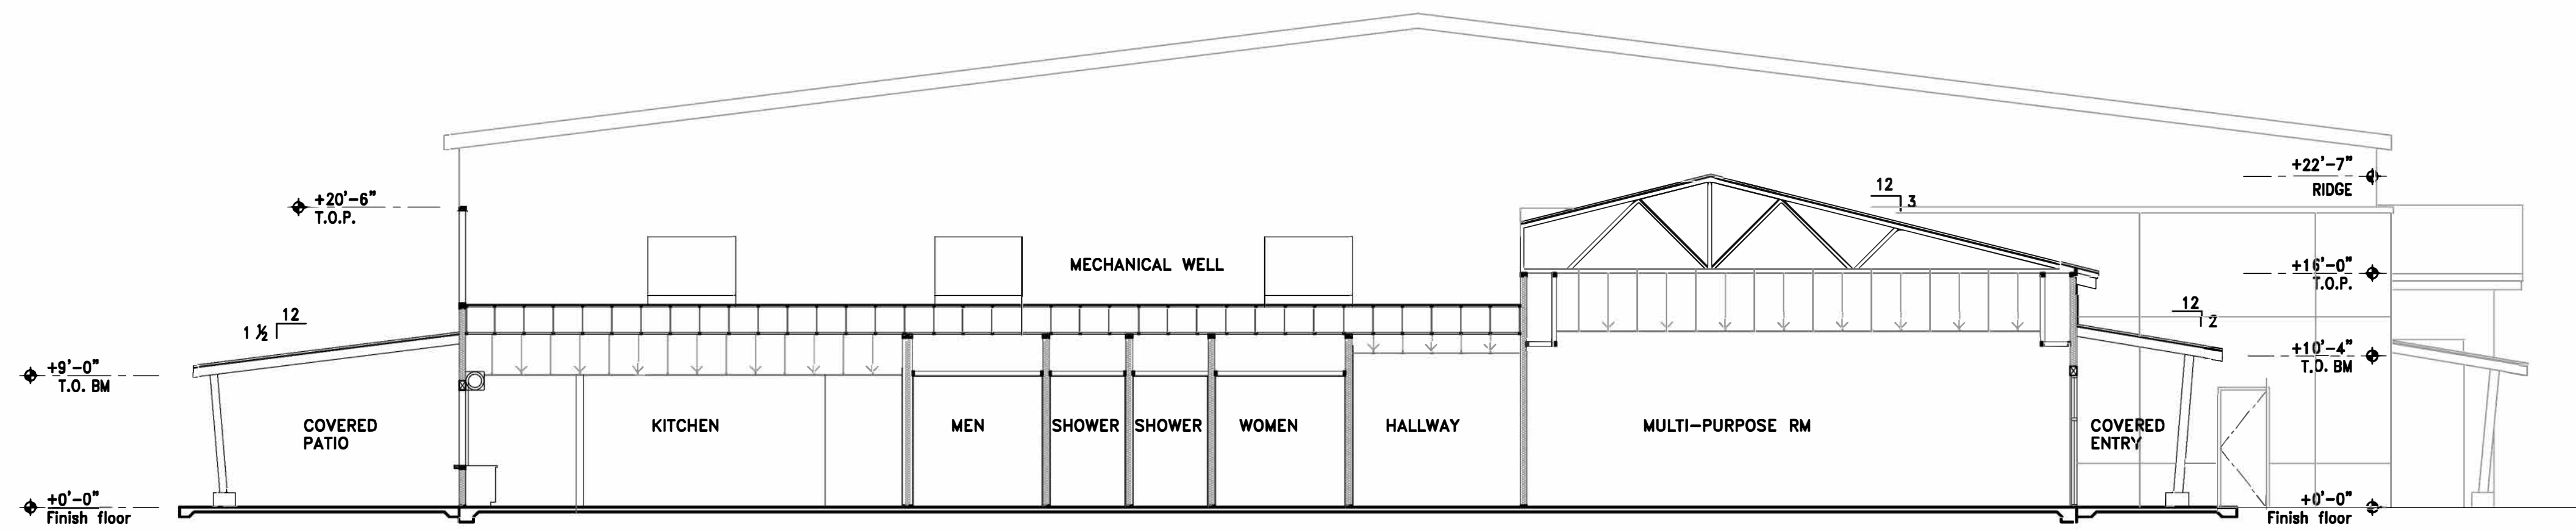 +22'-7"
RIDGE
12
3
+20'-6"
T.O.P.
MECHANICAL WELL
+16'-0"
T.O.P.
12
1 ½
12
2
+9'-0"
T.O. BM
+10'-4"
T.O. BM
COVERED
PATIO
KITCHEN
MEN
SHOWER
SHOWER
WOMEN
HALLWAY
MULTI-PURPOSE RM
COVERED
ENTRY
+0'-0"
Finish floor
+0'-0"
Finish floor